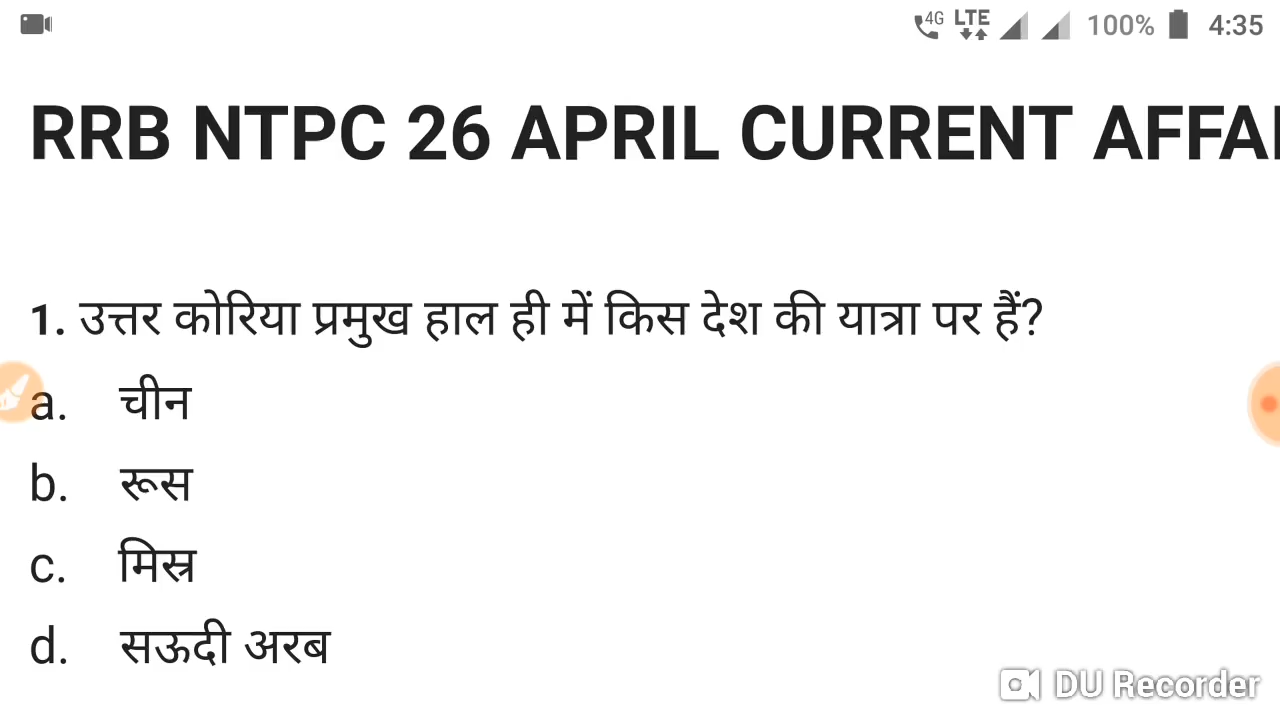 4G LTE 100% 4:35
RRB NTPC 26 APRIL CURRENT AFFAI
1. उत्तर कोरिया प्रमुख हाल ही में किस देश की यात्रा पर हैं?
a. चीन
b. रूस
c. मिस्र
d. सऊदी अरब
DU Recorder